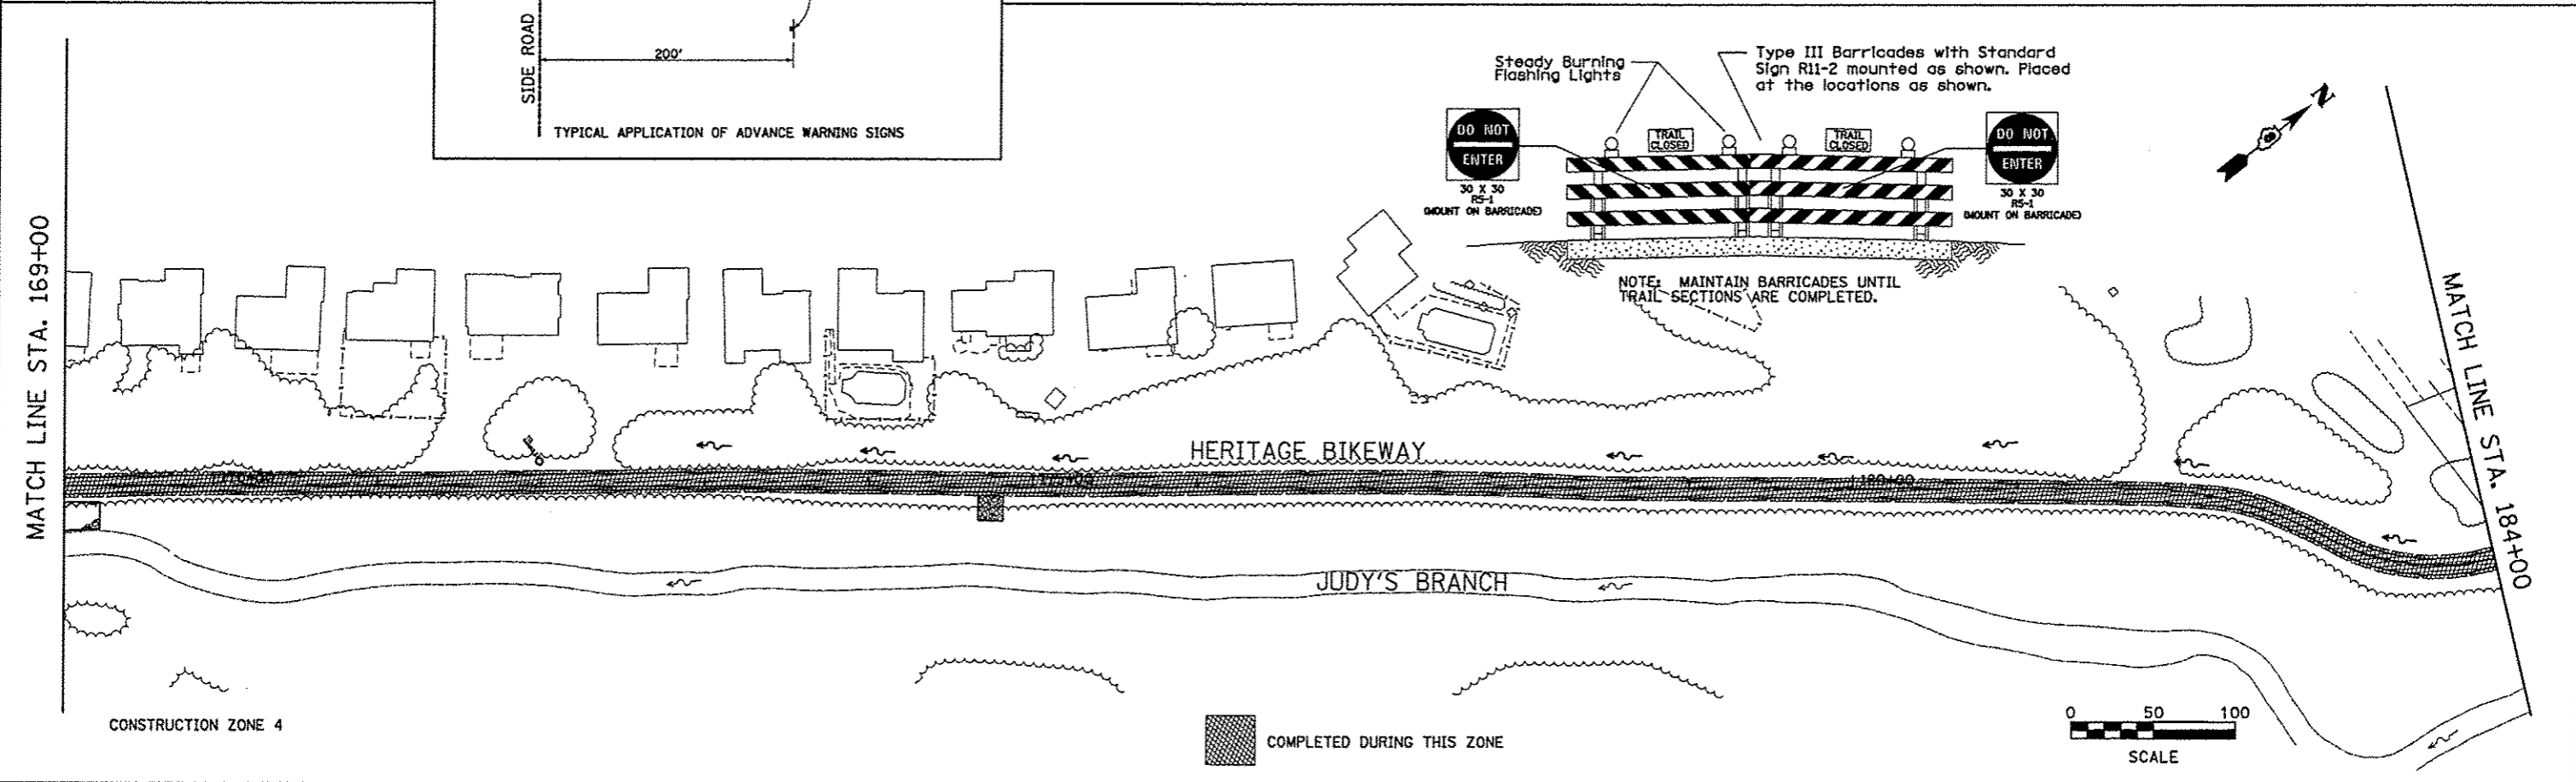 SIDE ROAD
200'
TYPICAL APPLICATION OF ADVANCE WARNING SIGNS
Steady Burning
Flashing Lights
Type III Barricades with Standard
Sign R11-2 mounted as shown. Placed
at the locations as shown.
DO NOT
ENTER
30 X 30
R5-1
(MOUNT ON BARRICADE)
TRAIL
CLOSED
TRAIL
CLOSED
DO NOT
ENTER
30 X 30
R5-1
(MOUNT ON BARRICADE)
NOTE: MAINTAIN BARRICADES UNTIL
TRAIL SECTIONS ARE COMPLETED.
N
MATCH LINE STA. 169+00
MATCH LINE STA. 184+00
HERITAGE BIKEWAY
180+00
JUDY'S BRANCH
CONSTRUCTION ZONE 4
COMPLETED DURING THIS ZONE
0 50 100
SCALE